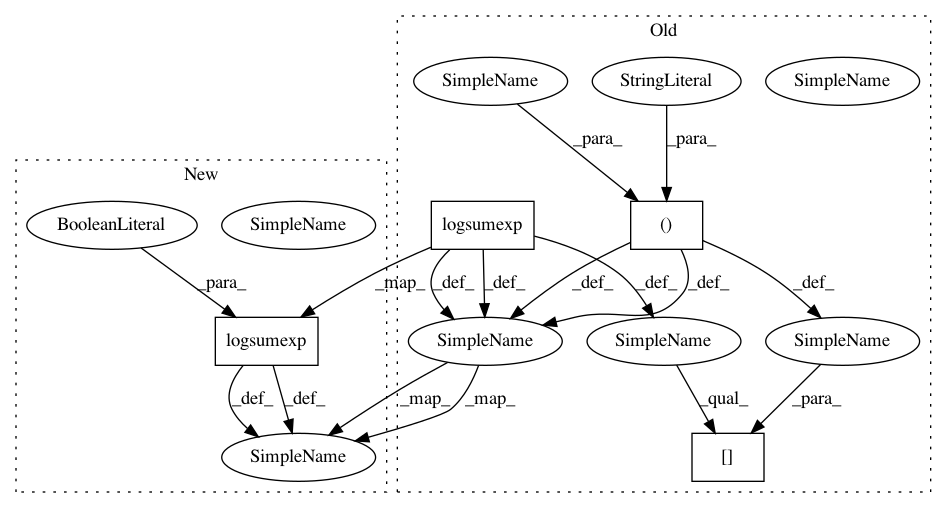 Old
SimpleName StringLiteral SimpleName
_para_ _para_
New
BooleanLiteral SimpleName logsumexp ()
_para_ _map_ _def_ _def_ _def_ _def_ _def_ _def_
logsumexp SimpleName SimpleName SimpleName
_def_ _def_ _map_ _map_ _qual_ _para_
SimpleName []